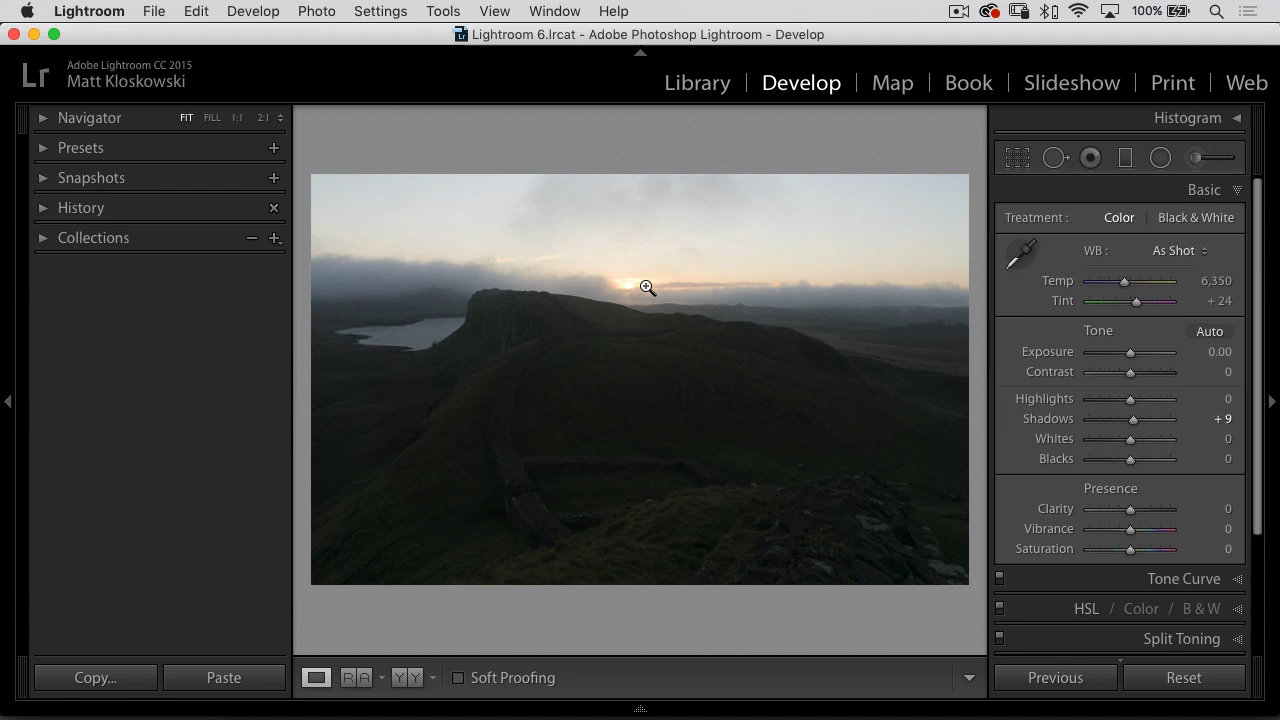 Lightroom File Edit Develop Photo Settings Tools View Window Help 100%
Lr Lightroom 6.lrcat - Adobe Photoshop Lightroom - Develop
Lr Adobe Lightroom CC 2015
Matt Kloskowski
Library Develop Map Book Slideshow Print Web
Navigator FIT FILL 1:1 2:1
Presets
Snapshots
History
Collections
Copy... Paste
RA YY Soft Proofing
Histogram
Basic
Treatment : Color Black & White
WB : As Shot
Temp 6,350
Tint + 24
Tone Auto
Exposure 0.00
Contrast 0
Highlights 0
Shadows + 9
Whites 0
Blacks 0
Presence
Clarity 0
Vibrance 0
Saturation 0
Tone Curve
HSL / Color / B & W
Split Toning
Previous Reset